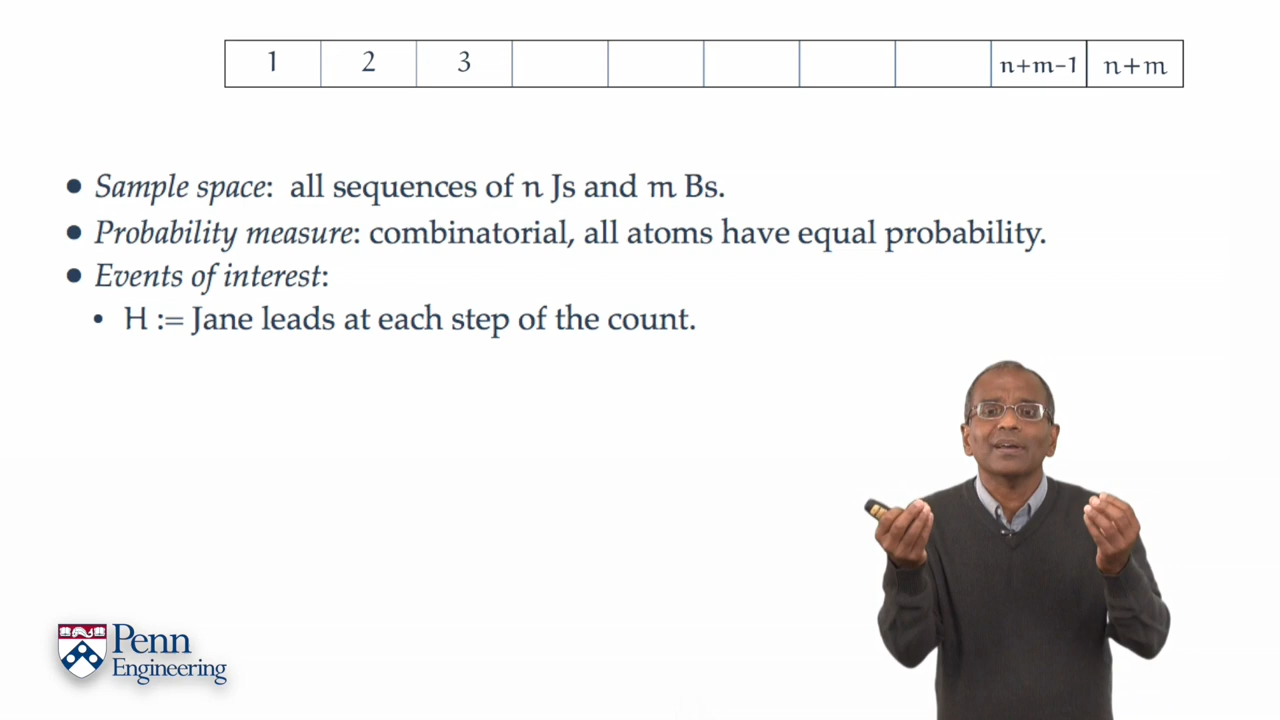 1 2 3 n+m−1 n+m
• Sample space: all sequences of n Js and m Bs.
• Probability measure: combinatorial, all atoms have equal probability.
• Events of interest:
• H := Jane leads at each step of the count.
Penn
Engineering